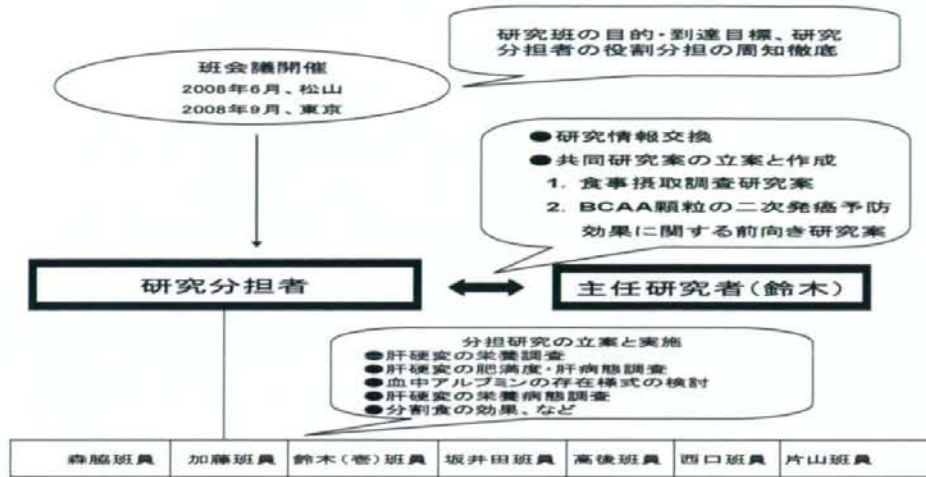 研究班の目的・到達目標、研究
分担者の役割分担の周知徹底
班会議開催
2008年6月、松山
2008年9月、東京
●研究情報交換
●共同研究案の立案と作成
1. 食事摂取調査研究案
2. BCAA顆粒の二次発癌予防
効果に関する前向き研究案
研究分担者
主任研究者(鈴木)
分担研究の立案と実施
●肝硬変の栄養調査
●肝硬変の肥満度・肝病態調査
●血中アルブミンの存在様式の検討
●肝硬変の栄養病態調査
●分割食の効果、など
森脇班員 加藤班員 鈴木(壱)班員 坂井田班員 高後班員 西口班員 片山班員